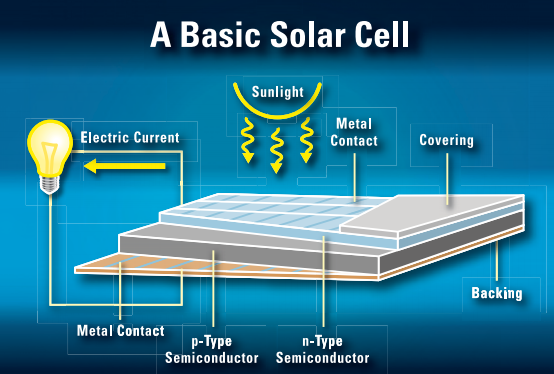 A Basic Solar Cell
Sunlight
Electric Current
Metal
Contact
Covering
Backing
Metal Contact
p-Type
Semiconductor
n-Type
Semiconductor